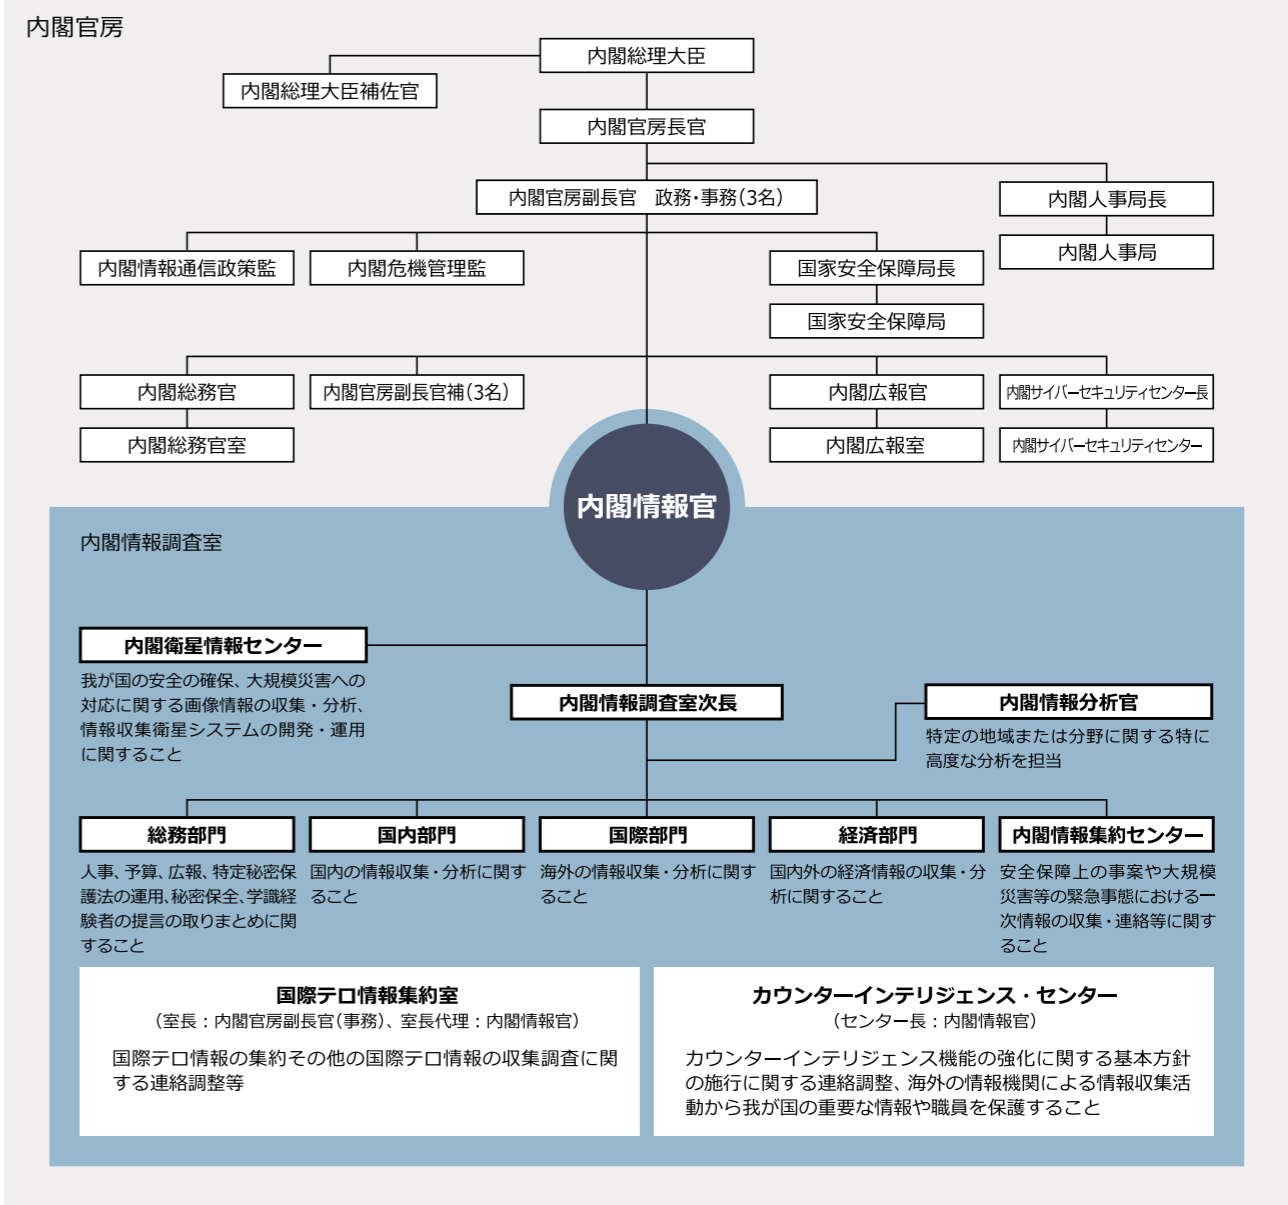 内閣官房
内閣総理大臣
内閣総理大臣補佐官
内閣官房長官
内閣官房副長官　政務・事務（3名）
内閣人事局長
内閣人事局
内閣情報通信政策監
内閣危機管理監
国家安全保障局長
国家安全保障局
内閣総務官
内閣官房副長官補（3名）
内閣広報官
内閣サイバーセキュリティセンター長
内閣総務官室
内閣広報室
内閣サイバーセキュリティセンター
内閣情報官
内閣情報調査室
内閣衛星情報センター
我が国の安全の確保、大規模災害への
対応に関する画像情報の収集・分析、
情報収集衛星システムの開発・運用
に関すること
内閣情報調査室次長
内閣情報分析官
特定の地域または分野に関する特に
高度な分析を担当
総務部門
人事、予算、広報、特定秘密保
護法の運用、秘密保全、学識経
験者の提言の取りまとめに関
すること
国内部門
国内の情報収集・分析に関す
ること
国際部門
海外の情報収集・分析に関す
ること
経済部門
国内外の経済情報の収集・分
析に関すること
内閣情報集約センター
安全保障上の事案や大規模
災害等の緊急事態における一
次情報の収集・連絡等に関す
ること
国際テロ情報集約室
（室長：内閣官房副長官（事務）、室長代理：内閣情報官）
国際テロ情報の集約その他の国際テロ情報の収集調査に関
する連絡調整等
カウンターインテリジェンス・センター
（センター長：内閣情報官）
カウンターインテリジェンス機能の強化に関する基本方針
の施行に関する連絡調整、海外の情報機関による情報収集活
動から我が国の重要な情報や職員を保護すること